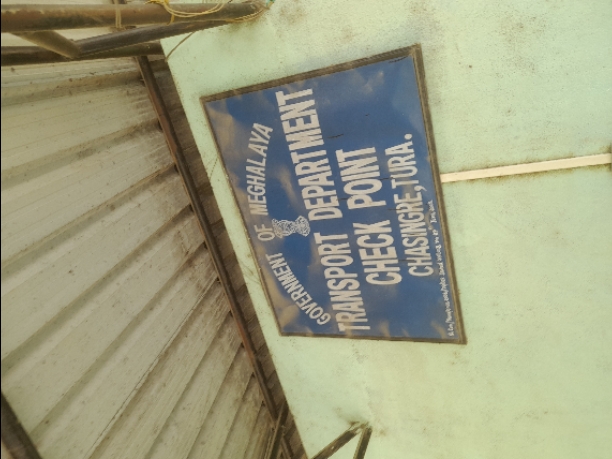 GOVERNMENT OF MEGHALAYA
TRANSPORT DEPARTMENT
CHECK POINT
CHASINGRE,TURA.